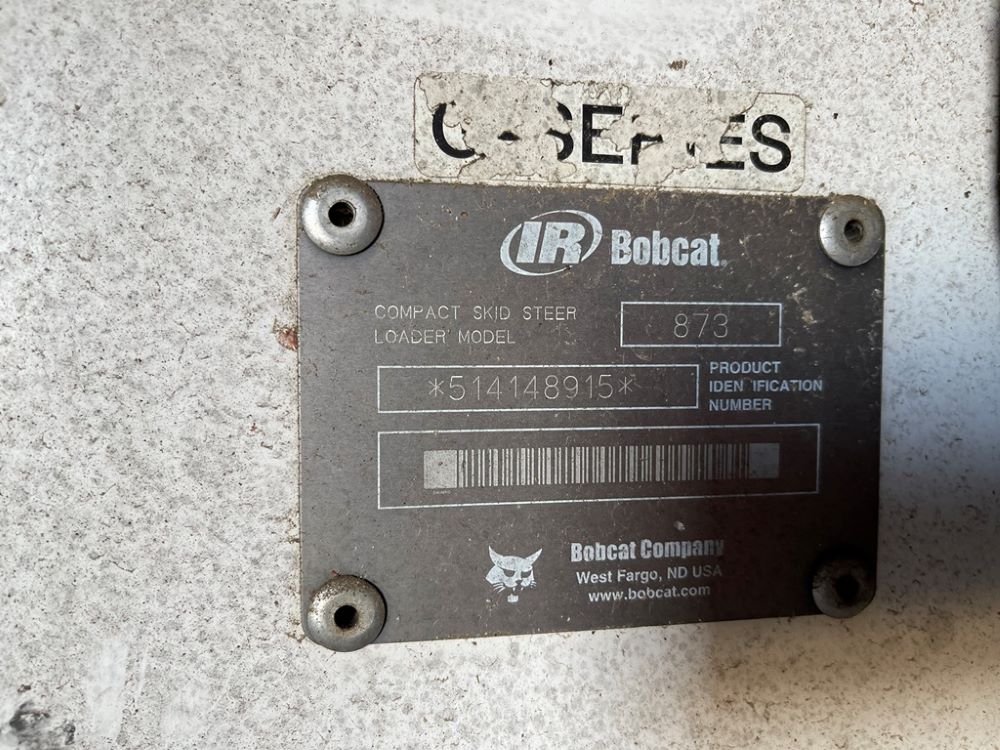 IR Bobcat.
COMPACT SKID STEER
LOADER MODEL
873
*514148915*
PRODUCT
IDEN IFICATION
NUMBER
Bobcat Company
West Fargo, ND USA
www.bobcat.com